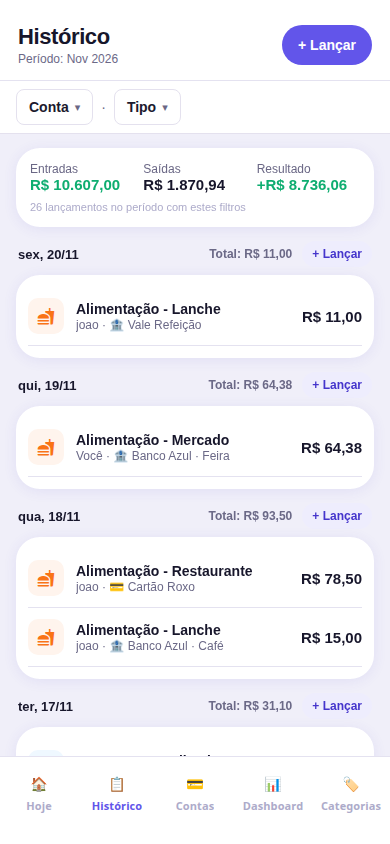 Histórico
Período: Nov 2026
+ Lançar
Conta ▾ · Tipo ▾
Entradas Saídas Resultado
R$ 10.607,00 R$ 1.870,94 +R$ 8.736,06
26 lançamentos no período com estes filtros
sex, 20/11 Total: R$ 11,00 + Lançar
Alimentação - Lanche
R$ 11,00
joao · 🏦 Vale Refeição
qui, 19/11 Total: R$ 64,38 + Lançar
Alimentação - Mercado
R$ 64,38
Você · 🏦 Banco Azul · Feira
qua, 18/11 Total: R$ 93,50 + Lançar
Alimentação - Restaurante
R$ 78,50
joao · 💳 Cartão Roxo
Alimentação - Lanche
R$ 15,00
joao · 🏦 Banco Azul · Café
ter, 17/11 Total: R$ 31,10 + Lançar
Hoje Histórico Contas Dashboard Categorias